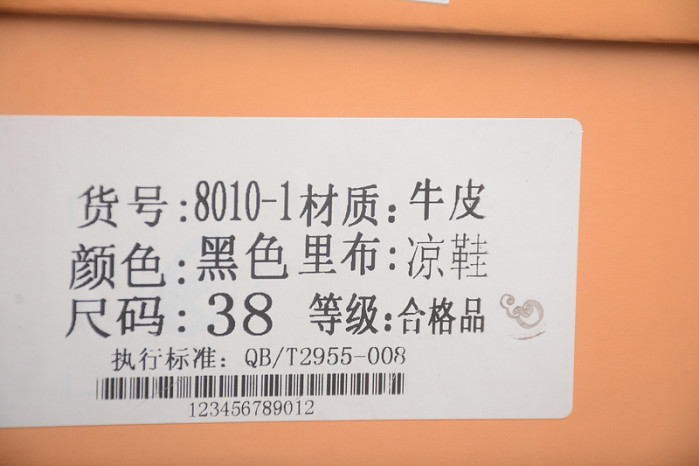 货号:8010-1 材质:牛皮
颜色:黑色 里布:凉鞋
尺码:38 等级:合格品
执行标准: QB/T2955-008
123456789012